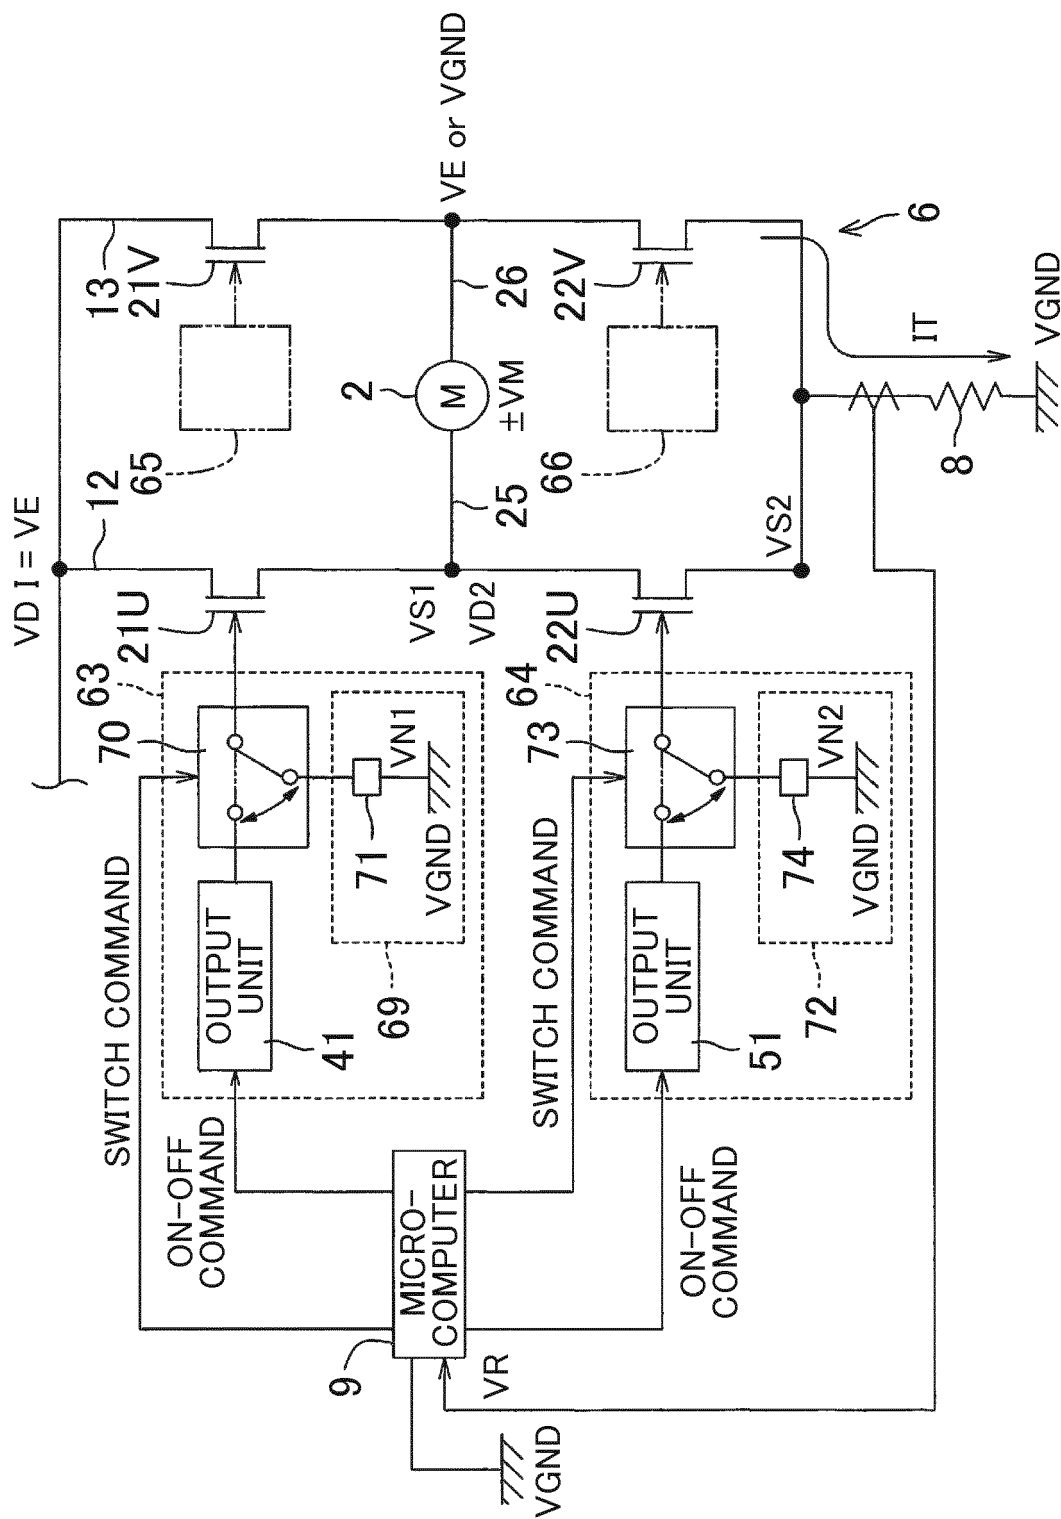 VD I = VE
12
13
21U
21V
65
63
70
SWITCH COMMAND
ON-OFF
COMMAND
OUTPUT
UNIT
41
71
VN1
VGND
69
VS1
VD2
25
M
2
±VM
26
VE or VGND
MICRO-
COMPUTER
9
VR
VGND
SWITCH COMMAND
ON-OFF
COMMAND
64
73
22U
66
22V
OUTPUT
UNIT
51
74
VN2
VGND
72
VS2
6
IT
8
VGND